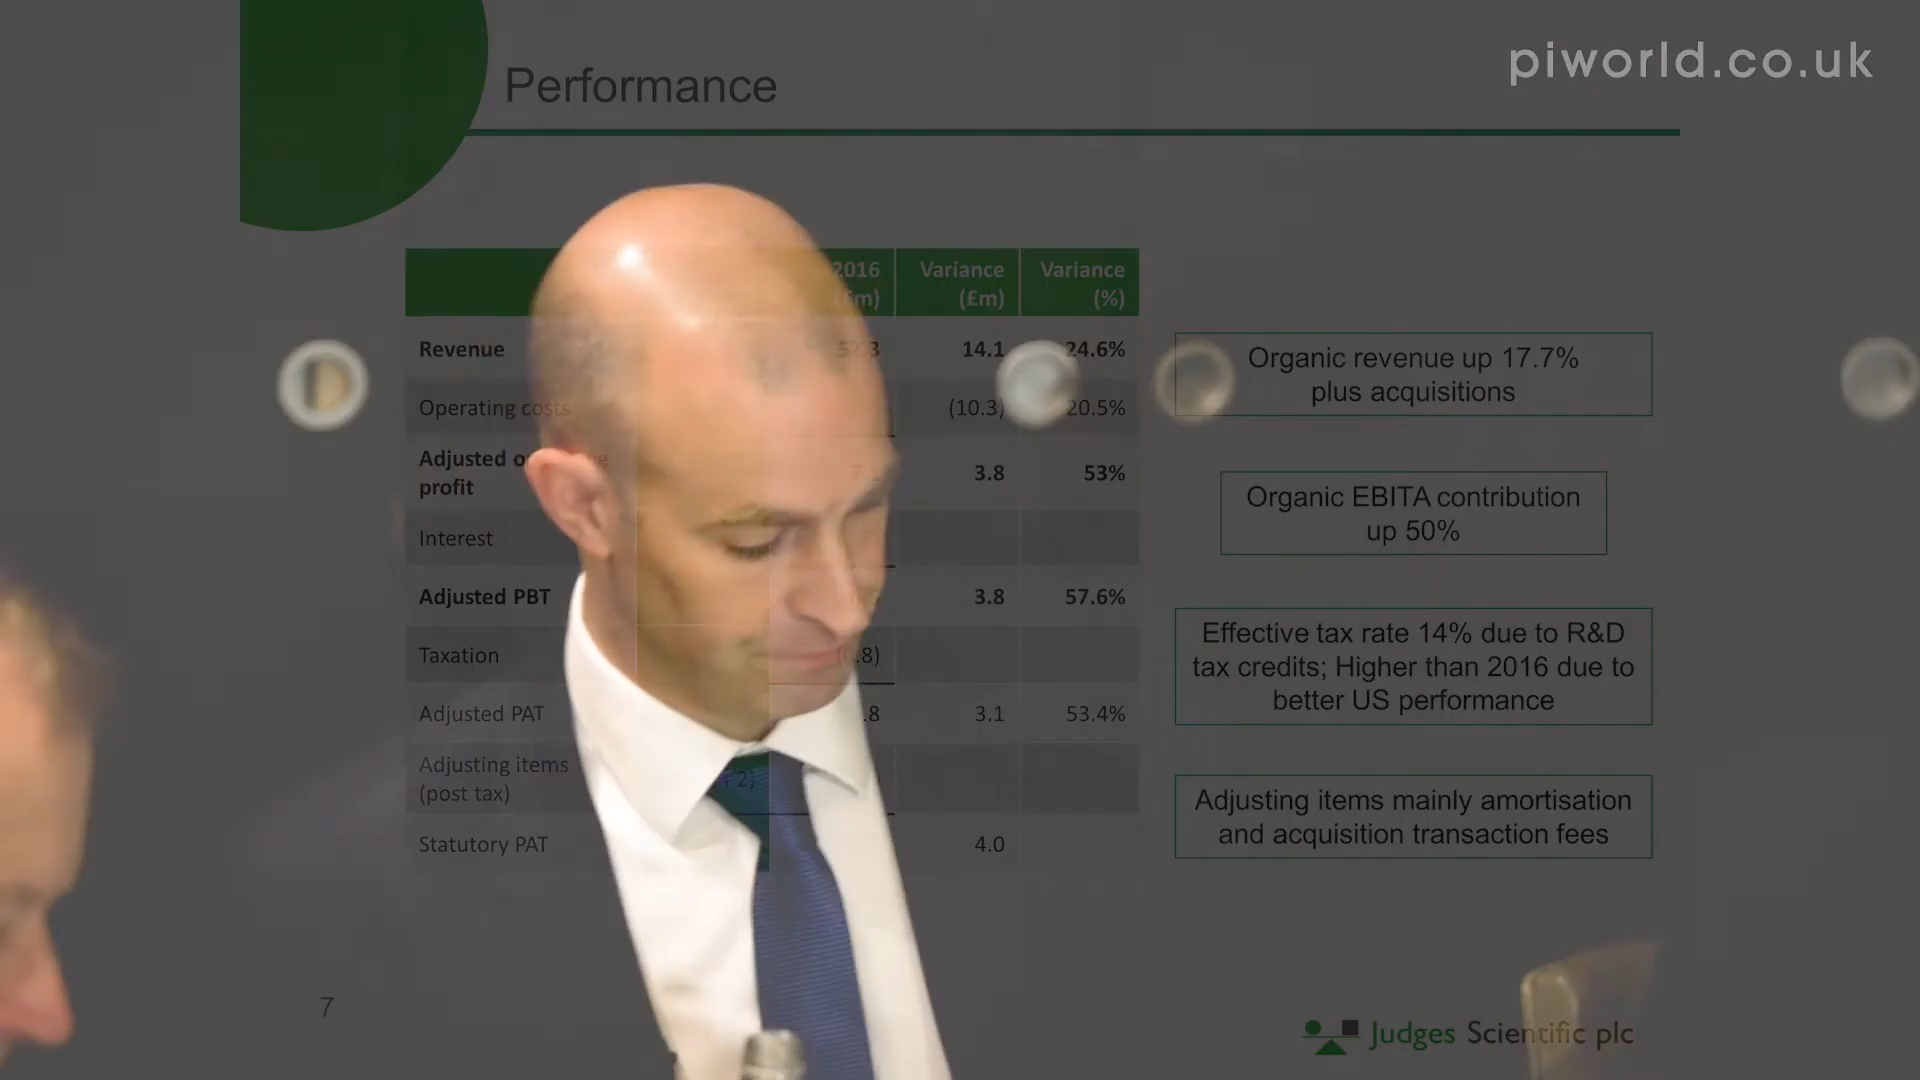 piworld.co.uk
Performance
2016 Variance Variance
(£m) (£m) (%)
Revenue 14.1 24.6%
Operating costs (10.3) 20.5%
Adjusted
profit 3.8 53%
Interest
Adjusted PBT 3.8 57.6%
Taxation
Adjusted PAT 3.1 53.4%
Adjusting items
(post tax)
Statutory PAT 4.0
Organic revenue up 17.7%
plus acquisitions
Organic EBITA contribution
up 50%
Effective tax rate 14% due to R&D
tax credits; Higher than 2016 due to
better US performance
Adjusting items mainly amortisation
and acquisition transaction fees
7
Judges Scientific plc